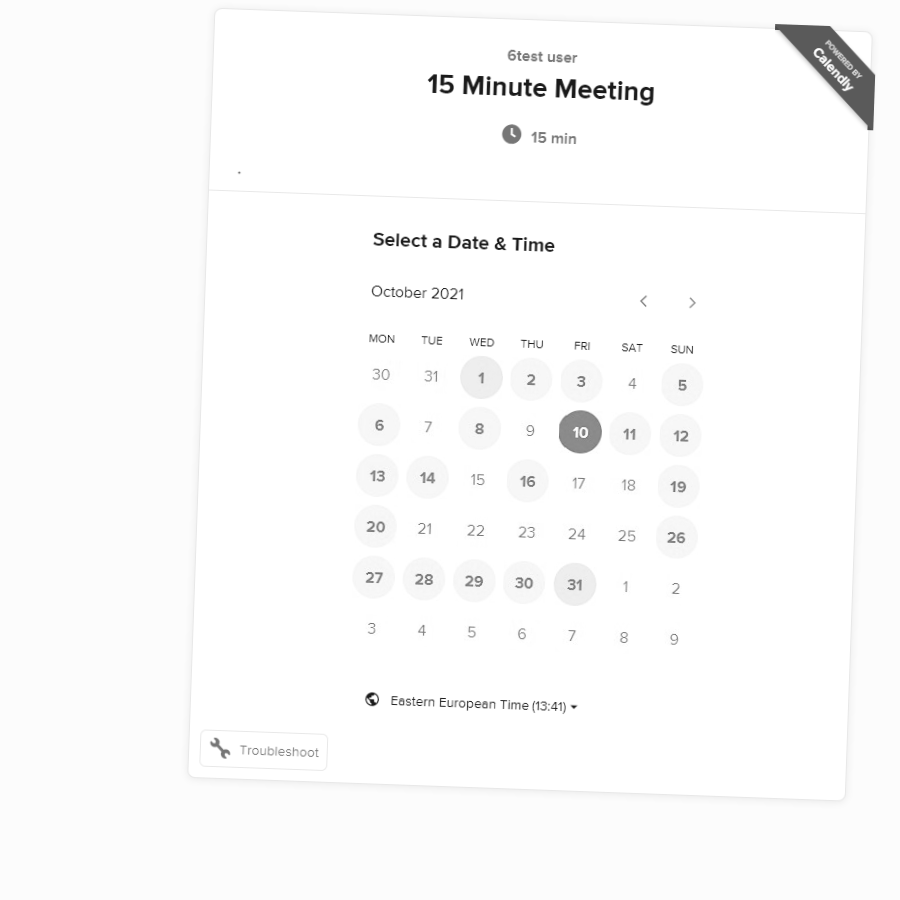 POWERED BY
Calendly
6test user
15 Minute Meeting
15 min
.
Select a Date & Time
October 2021
MON TUE WED THU FRI SAT SUN
30 31 1 2 3 4 5
6 7 8 9 10 11 12
13 14 15 16 17 18 19
20 21 22 23 24 25 26
27 28 29 30 31 1 2
3 4 5 6 7 8 9
Eastern European Time (13:41)
Troubleshoot